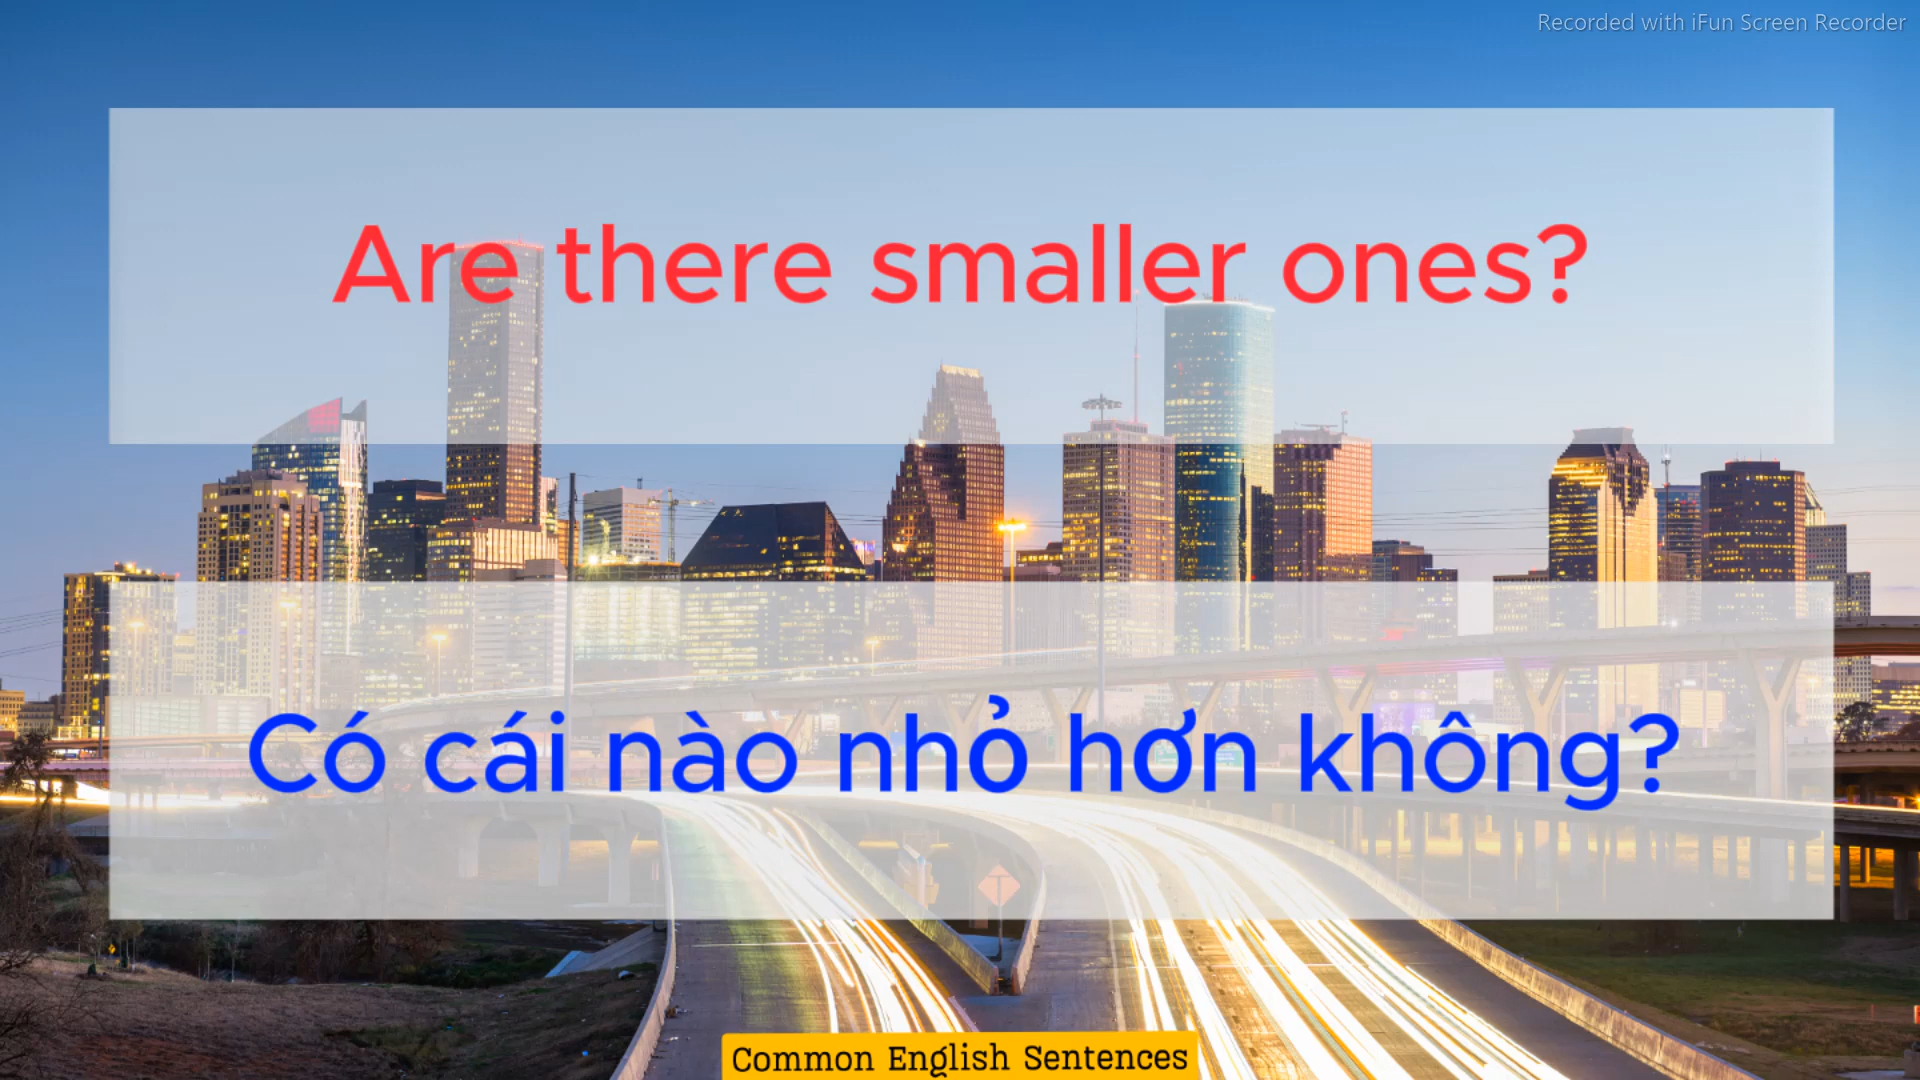 Recorded with iFun Screen Recorder
Are there smaller ones?
Có cái nào nhỏ hơn không?
Common English Sentences